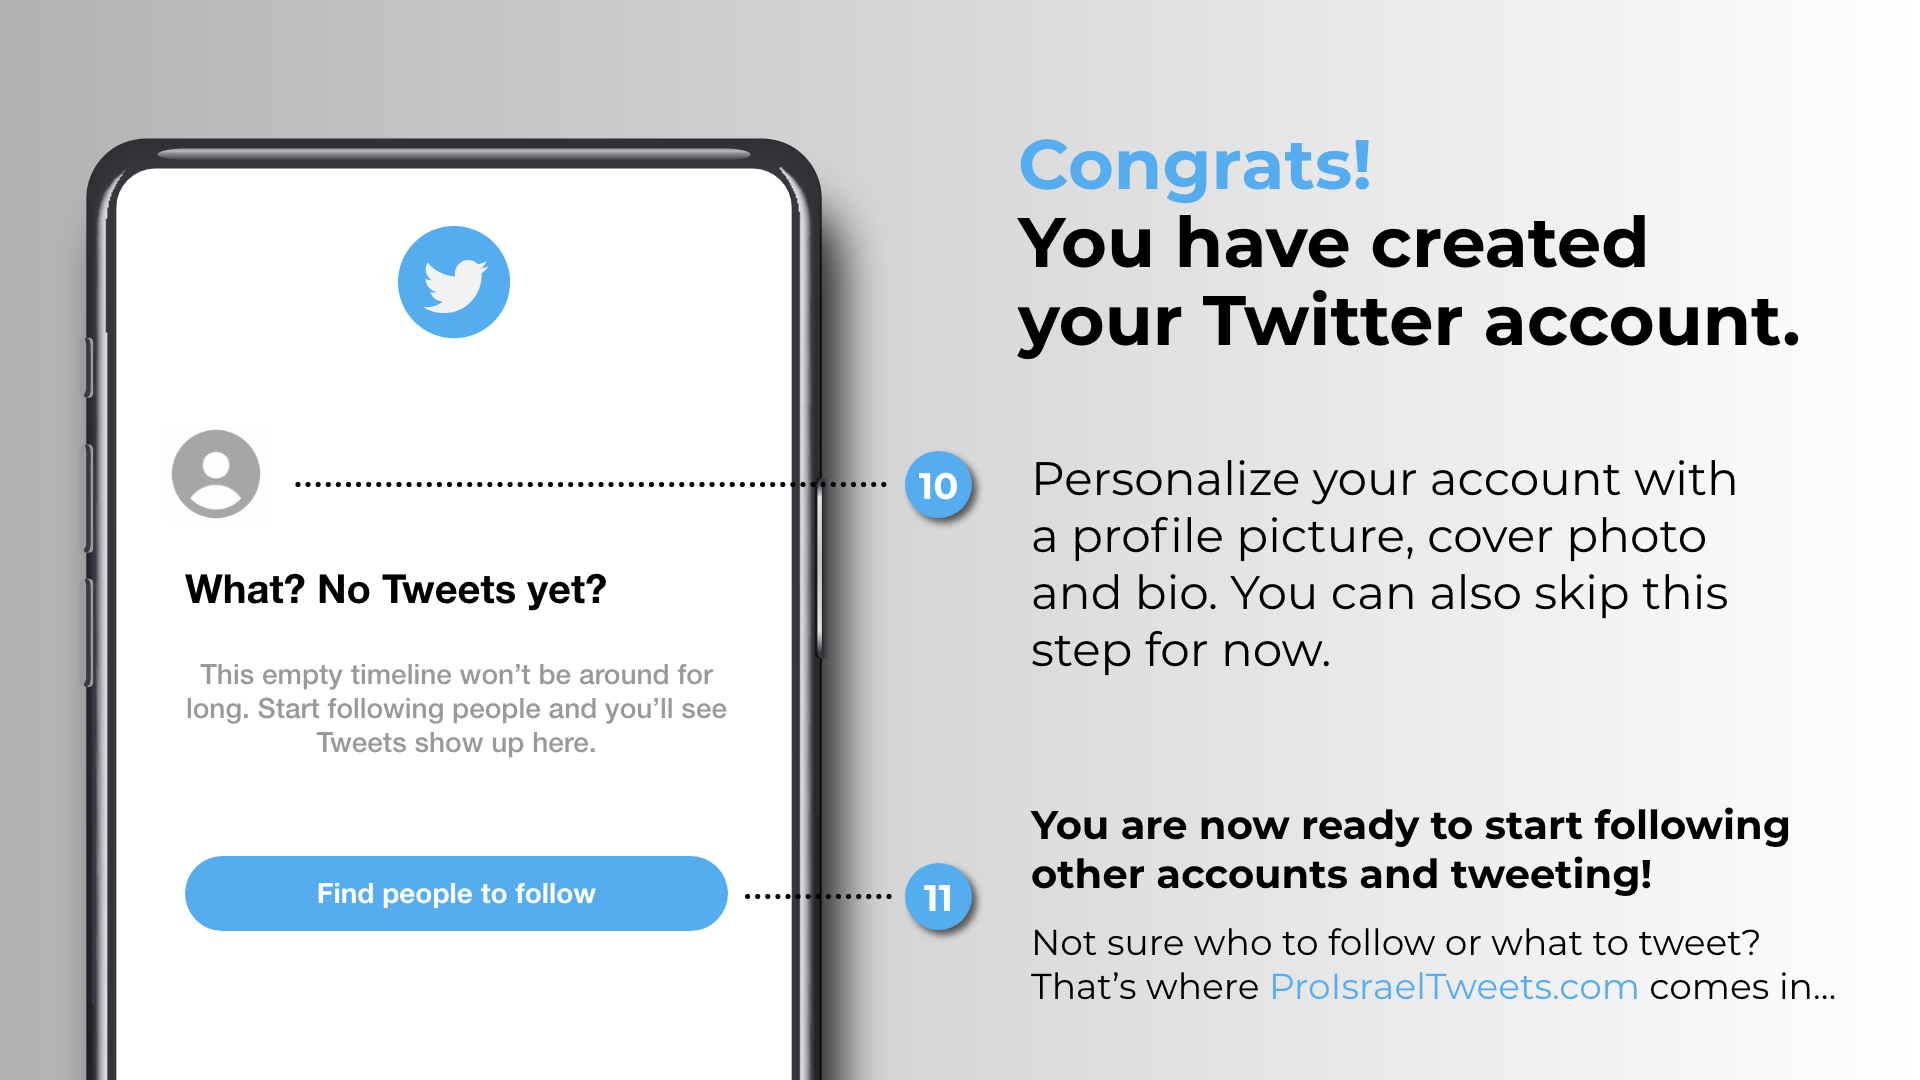 Congrats!
You have created
your Twitter account.
10
Personalize your account with
a profile picture, cover photo
and bio. You can also skip this
step for now.
What? No Tweets yet?
This empty timeline won’t be around for
long. Start following people and you’ll see
Tweets show up here.
Find people to follow
11
You are now ready to start following
other accounts and tweeting!
Not sure who to follow or what to tweet?
That’s where ProIsraelTweets.com comes in...